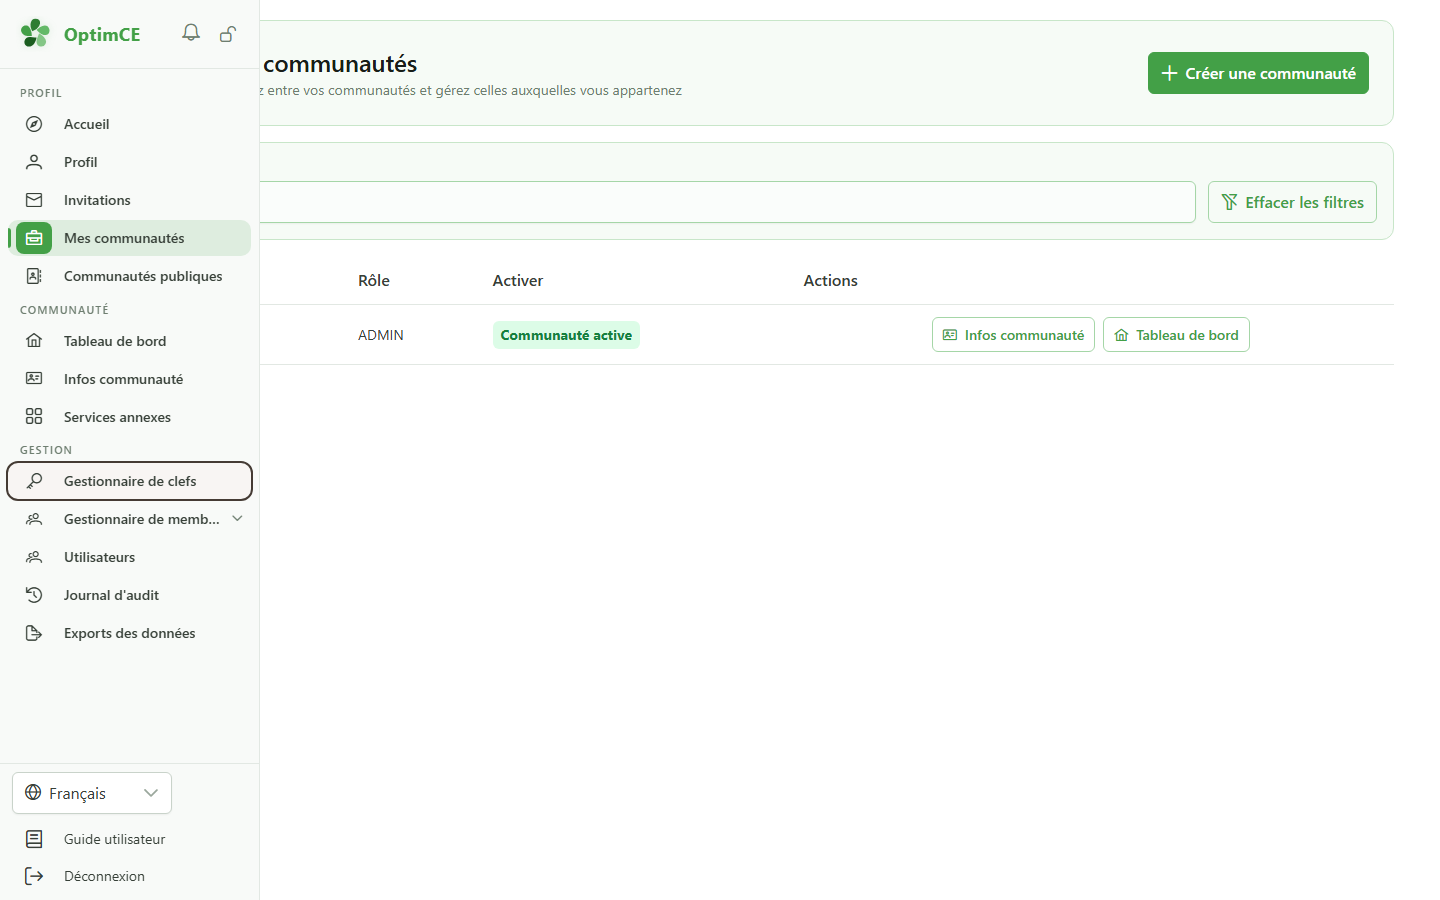 OptimCE
PROFIL
Accueil
Profil
Invitations
Mes communautés
Communautés publiques
COMMUNAUTÉ
Tableau de bord
Infos communauté
Services annexes
GESTION
Gestionnaire de clefs
Gestionnaire de memb...
Utilisateurs
Journal d'audit
Exports des données
Français
Guide utilisateur
Déconnexion
communautés
entre vos communautés et gérez celles auxquelles vous appartenez
Créer une communauté
Effacer les filtres
Rôle Activer Actions
ADMIN Communauté active Infos communauté Tableau de bord